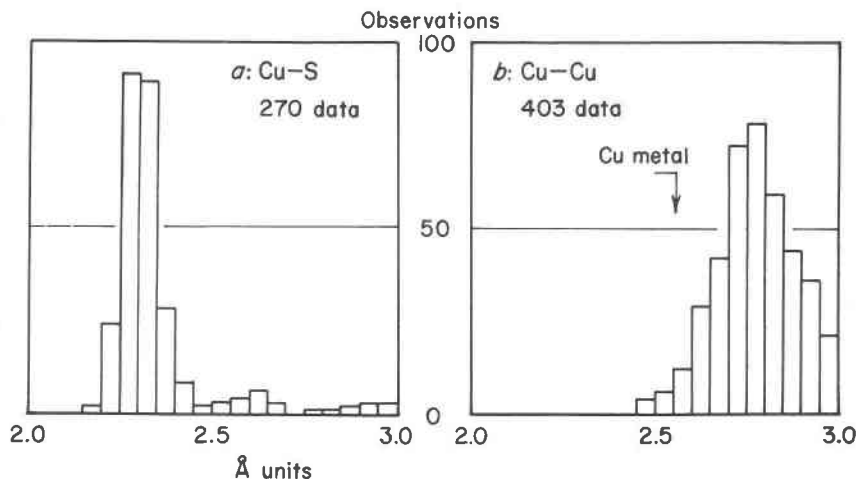 Observations
a: Cu–S
270 data
100
50
0
b: Cu–Cu
403 data
Cu metal
2.0 2.5 3.0 2.0 2.5 3.0
Å units